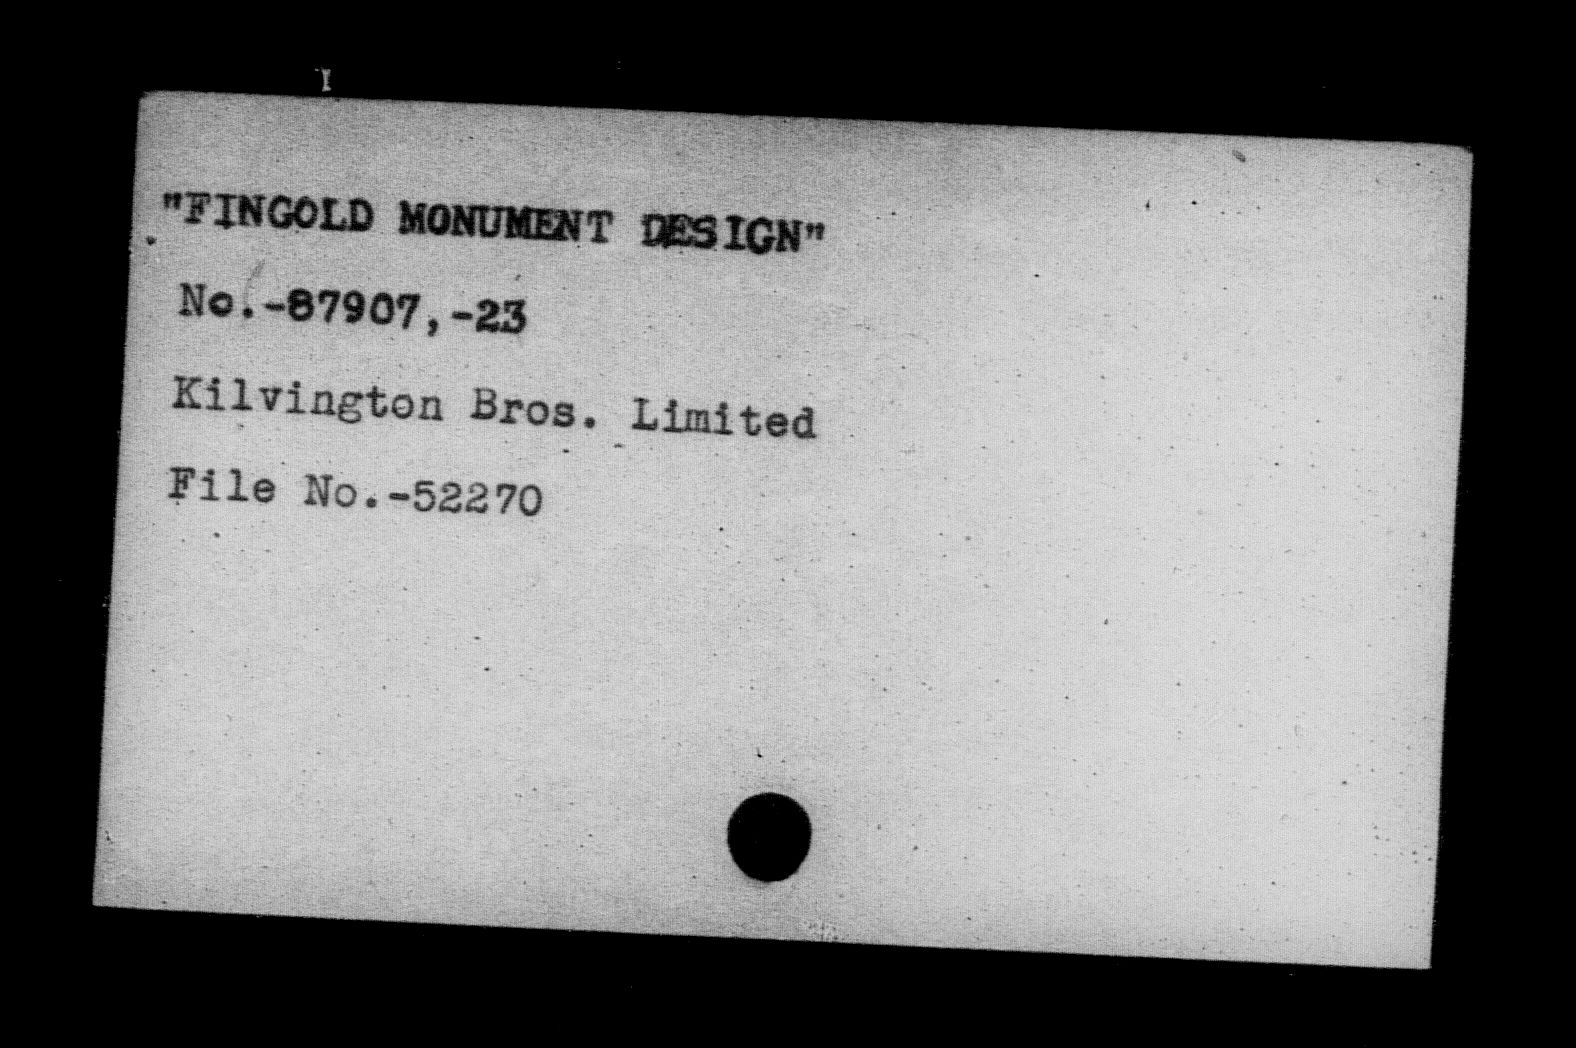 "FINGOLD MONUMENT DESIGN"
No.-87907,-23
Kilvington Bros. Limited
File No.-52270